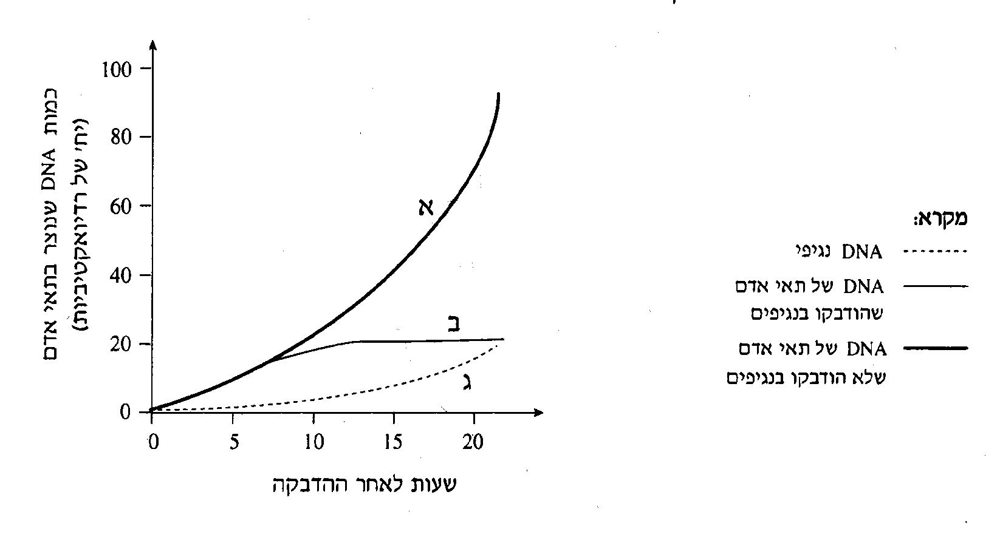 כמות DNA שנוצר בתאי אדם
(יח' של רדיואקטיביות)
100
80
60
40
20
0
א
ב
ג
0 5 10 15 20
שעות לאחר ההדבקה
מקרא:
DNA נגיפי
DNA של תאי אדם
שהודבקו בנגיפים
DNA של תאי אדם
שלא הודבקו בנגיפים